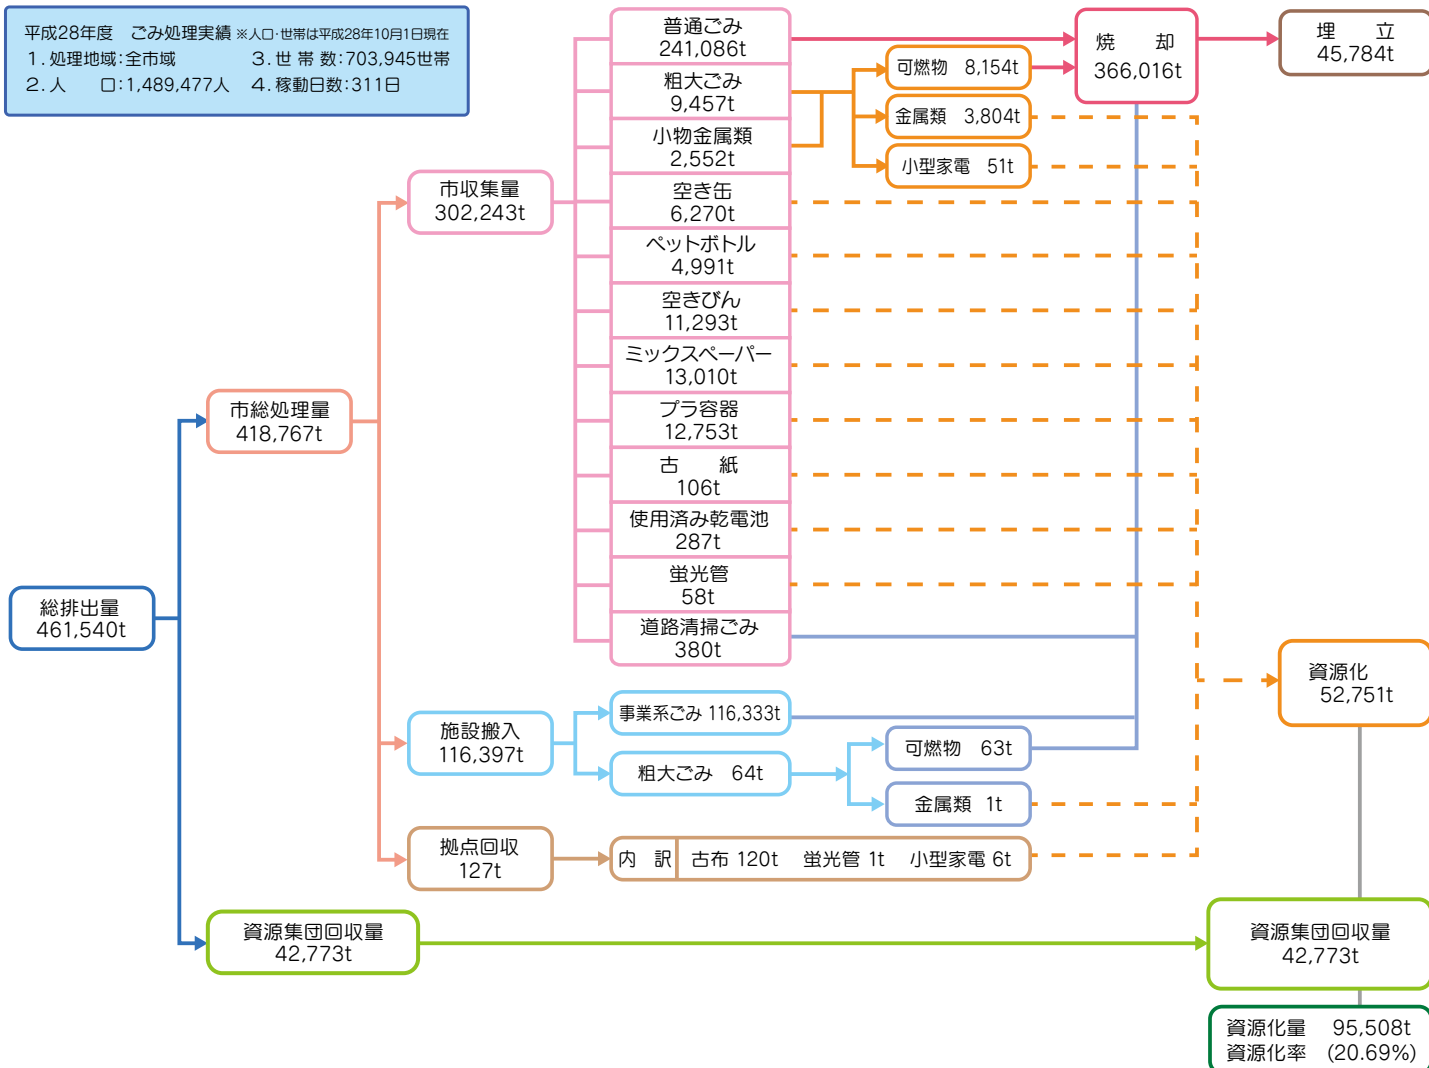 平成28年度　ごみ処理実績 ※人口・世帯は平成28年10月1日現在
1. 処理地域:全市域　3. 世 帯 数:703,945世帯
2. 人　口:1,489,477人　4. 稼動日数:311日
総排出量
461,540t
市総処理量
418,767t
資源集団回収量
42,773t
市収集量
302,243t
施設搬入
116,397t
拠点回収
127t
普通ごみ
241,086t
粗大ごみ
9,457t
小物金属類
2,552t
空き缶
6,270t
ペットボトル
4,991t
空きびん
11,293t
ミックスペーパー
13,010t
プラ容器
12,753t
古　紙
106t
使用済み乾電池
287t
蛍光管
58t
道路清掃ごみ
380t
事業系ごみ 116,333t
粗大ごみ　64t
内　訳　古布 120t　蛍光管 1t　小型家電 6t
可燃物　8,154t
金属類　3,804t
小型家電　51t
可燃物　63t
金属類　1t
焼　却
366,016t
埋　立
45,784t
資源化
52,751t
資源集団回収量
42,773t
資源化量　95,508t
資源化率　(20.69%)